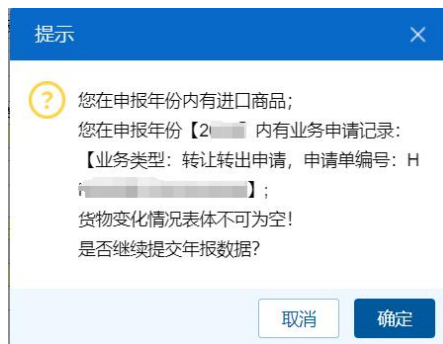 提示
您在申报年份内有进口商品；
您在申报年份【2 】内有业务申请记录：
【业务类型：转让转出申请，申请单编号：H
】；
货物变化情况表体不可为空！
是否继续提交年报数据？
取消 确定